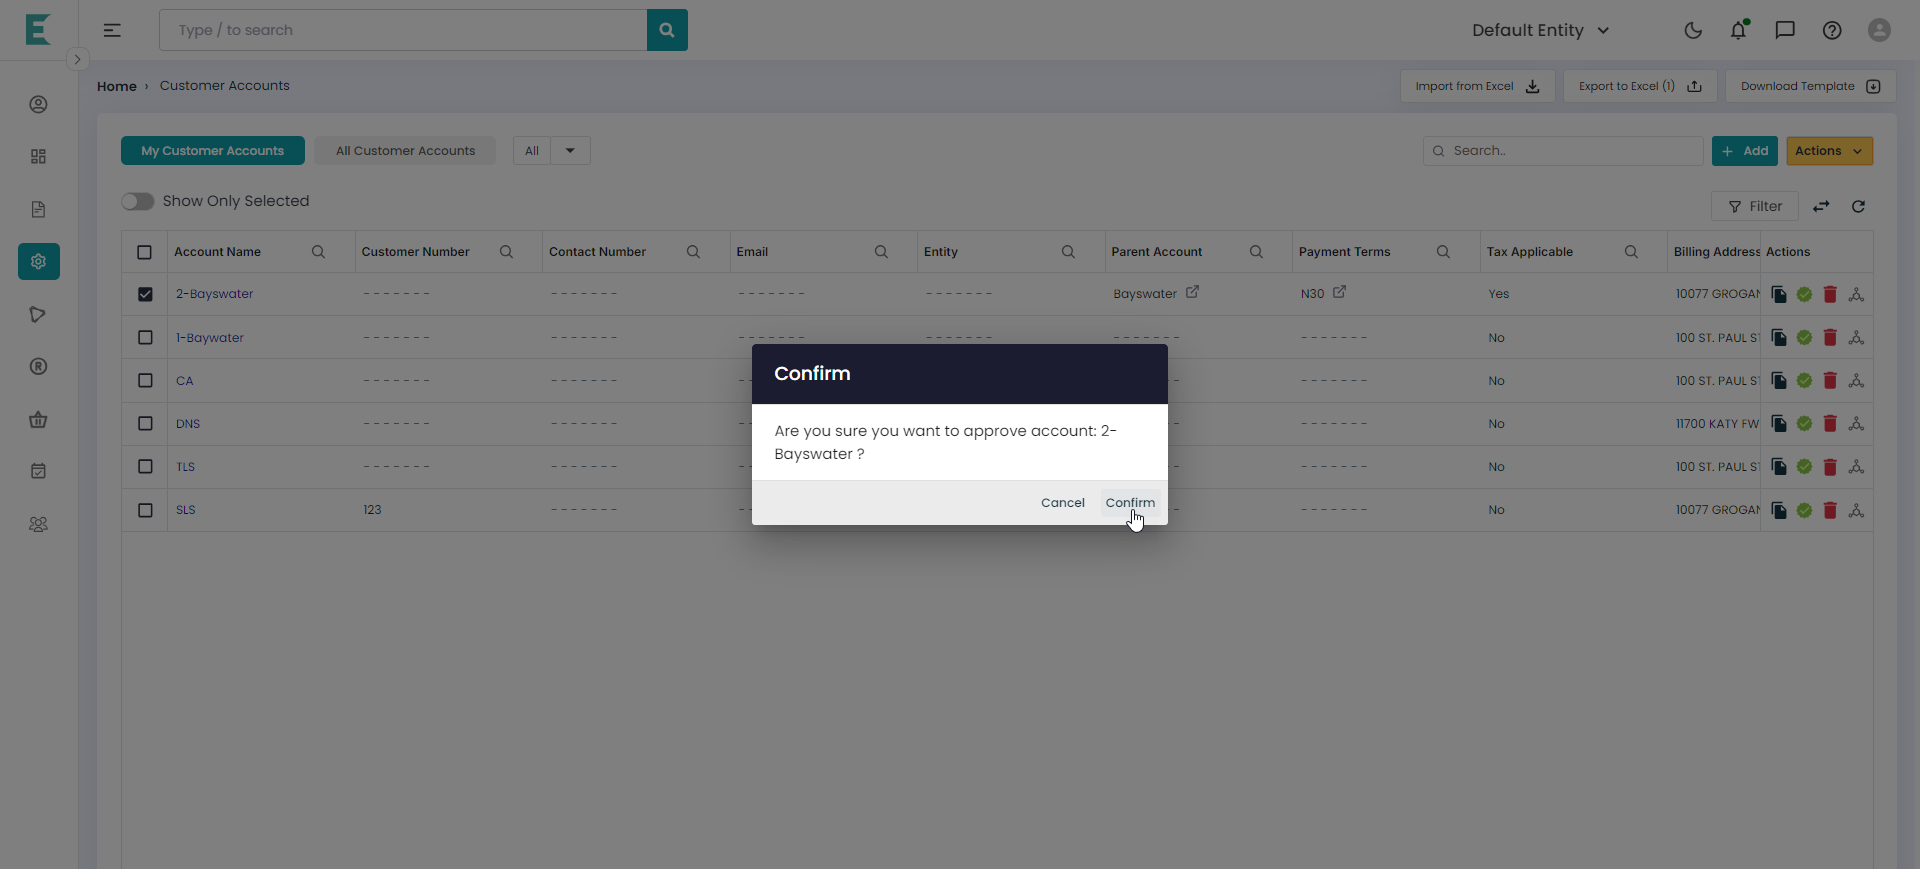 Type / to search
Default Entity
Home › Customer Accounts
Import from Excel
Export to Excel (1)
Download Template
My Customer Accounts
All Customer Accounts
All
Search..
+ Add
Actions
Show Only Selected
Filter
Account Name Customer Number Contact Number Email Entity Parent Account Payment Terms Tax Applicable Billing Address Actions
2-Bayswater - - - - - - - - - - - - - - - - - - - - - - - - - - - - Bayswater N30 Yes 10077 GROGAN
1-Baywater - - - - - - - - - - - - - - - - - - - - - - - - - - - - - - - - - - - - - - - - - - No 100 ST. PAUL ST
CA - - - - - - - - - - - - - - - - - - - - - - - No 100 ST. PAUL ST
DNS - - - - - - - - - - - - - - - - - - - - - - - No 11700 KATY FW
TLS - - - - - - - - - - - - - - - - - - - - - - - No 100 ST. PAUL ST
SLS 123 - - - - - - - - - - - - - - - - No 10077 GROGAN
Confirm
Are you sure you want to approve account: 2-
Bayswater ?
Cancel
Confirm